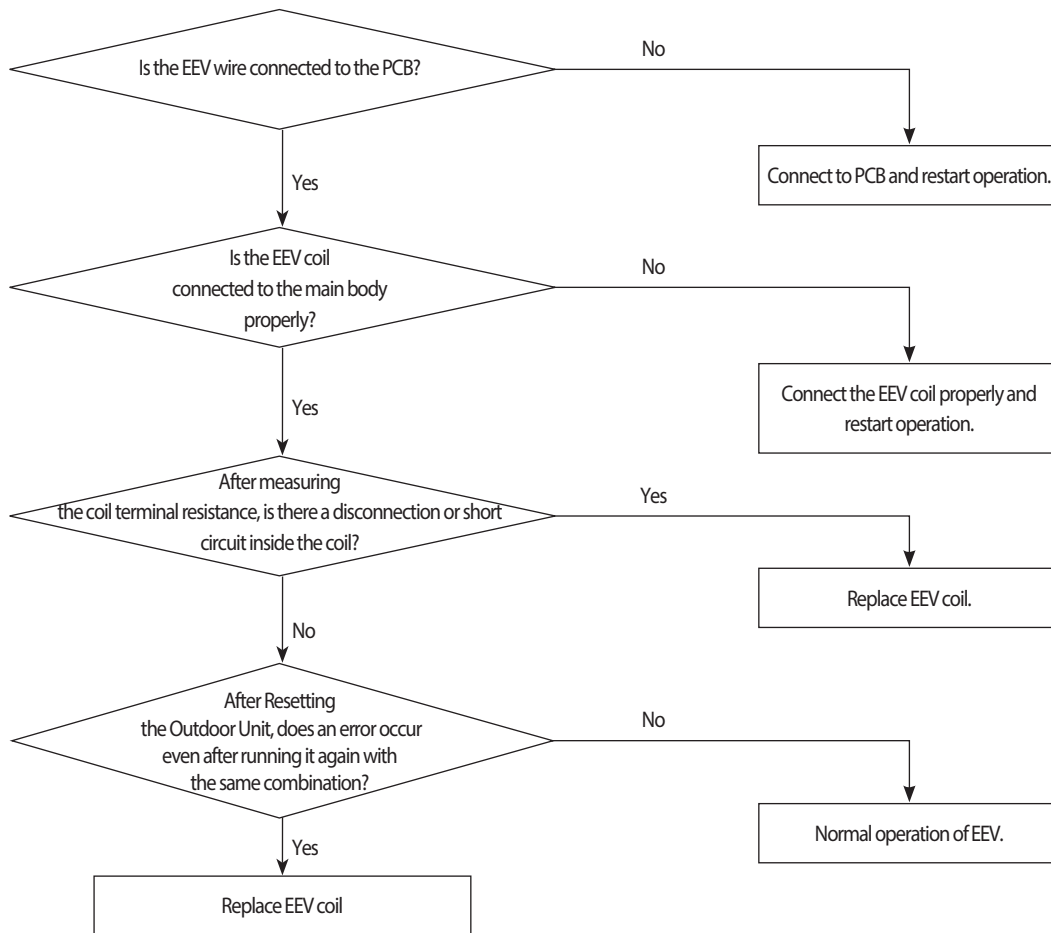 Is the EEV wire connected to the PCB?
No
Connect to PCB and restart operation.
Yes
Is the EEV coil
connected to the main body
properly?
No
Connect the EEV coil properly and
restart operation.
Yes
After measuring
the coil terminal resistance, is there a disconnection or short
circuit inside the coil?
Yes
Replace EEV coil.
No
After Resetting
the Outdoor Unit, does an error occur
even after running it again with
the same combination?
No
Normal operation of EEV.
Yes
Replace EEV coil